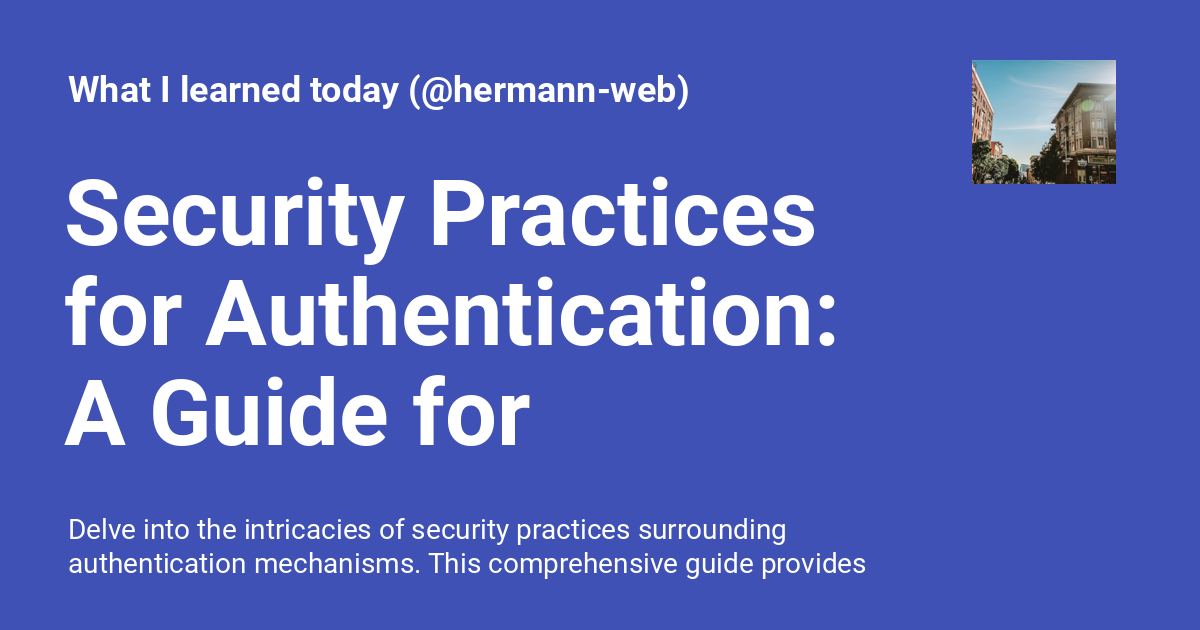 What I learned today (@hermann-web)
Security Practices
for Authentication:
A Guide for
Delve into the intricacies of security practices surrounding
authentication mechanisms. This comprehensive guide provides